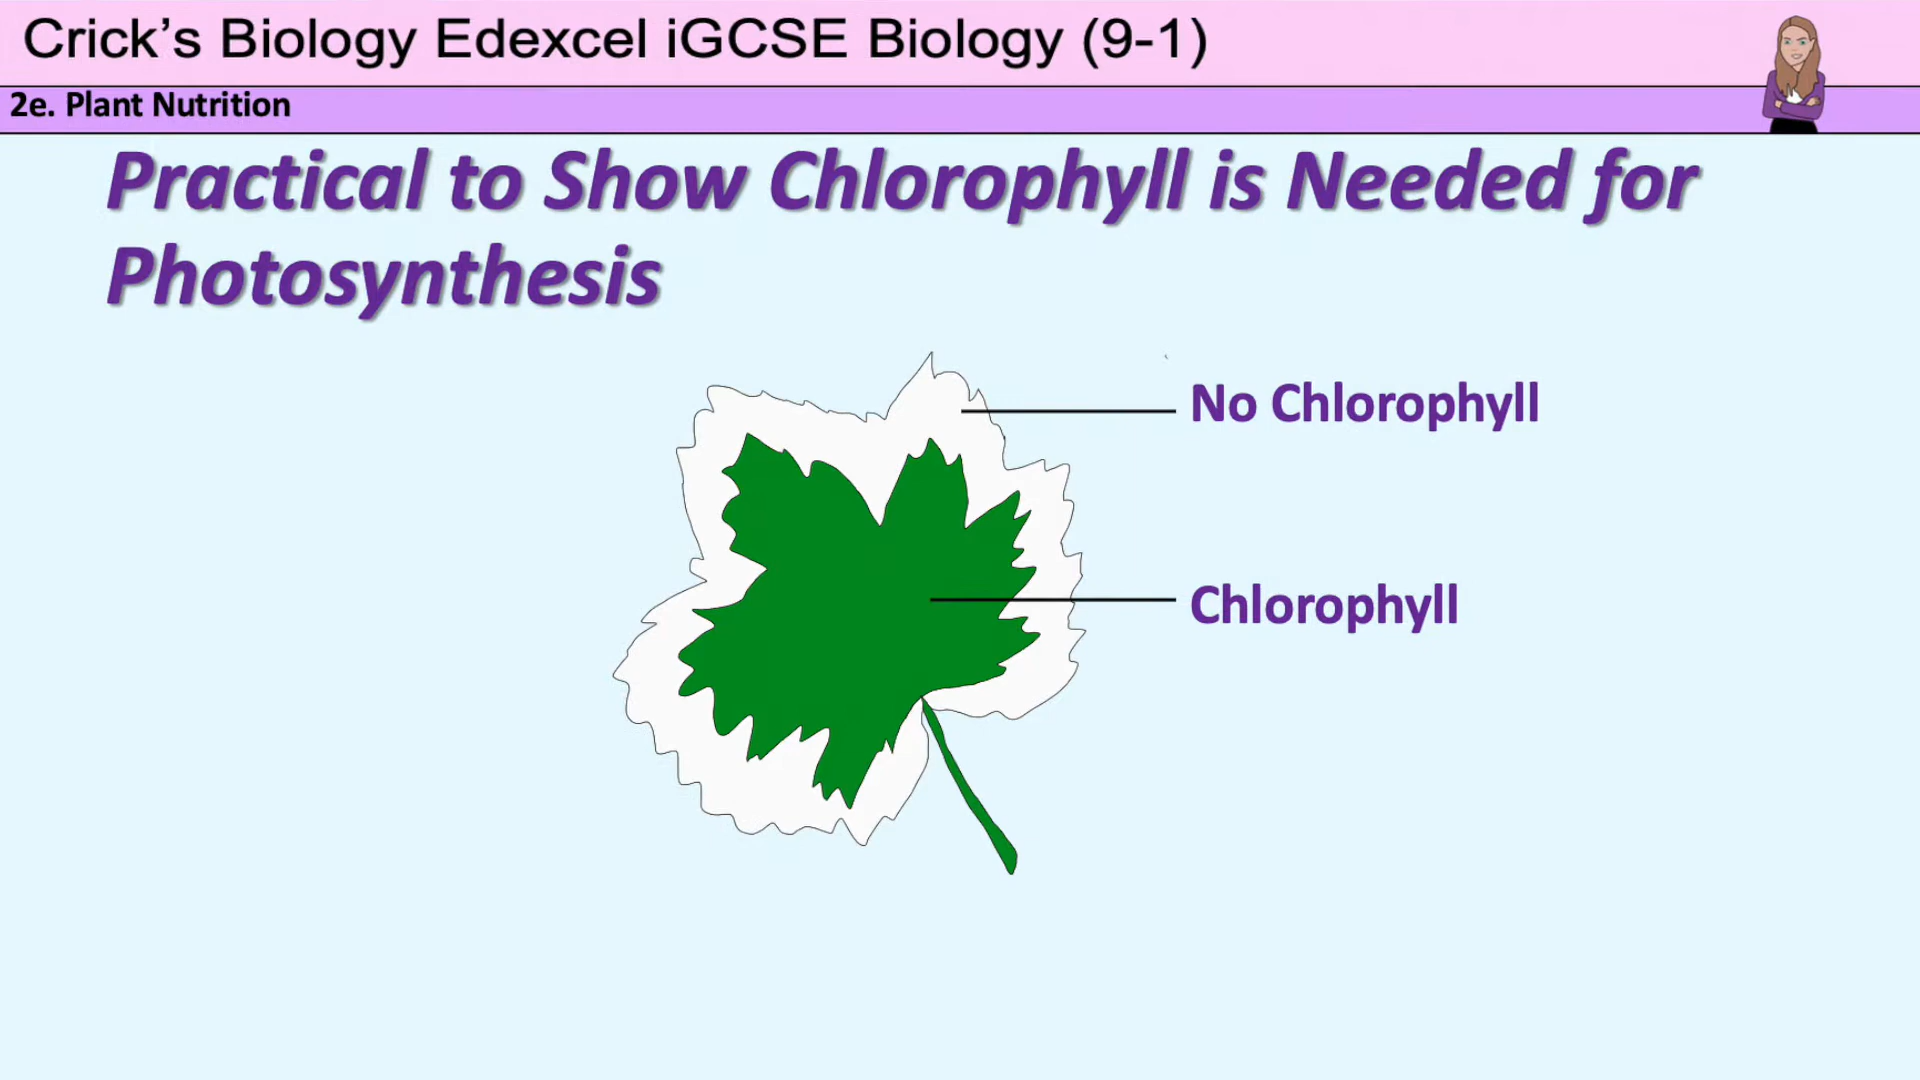 Crick's Biology Edexcel iGCSE Biology (9-1)
2e. Plant Nutrition
Practical to Show Chlorophyll is Needed for
Photosynthesis
No Chlorophyll
Chlorophyll